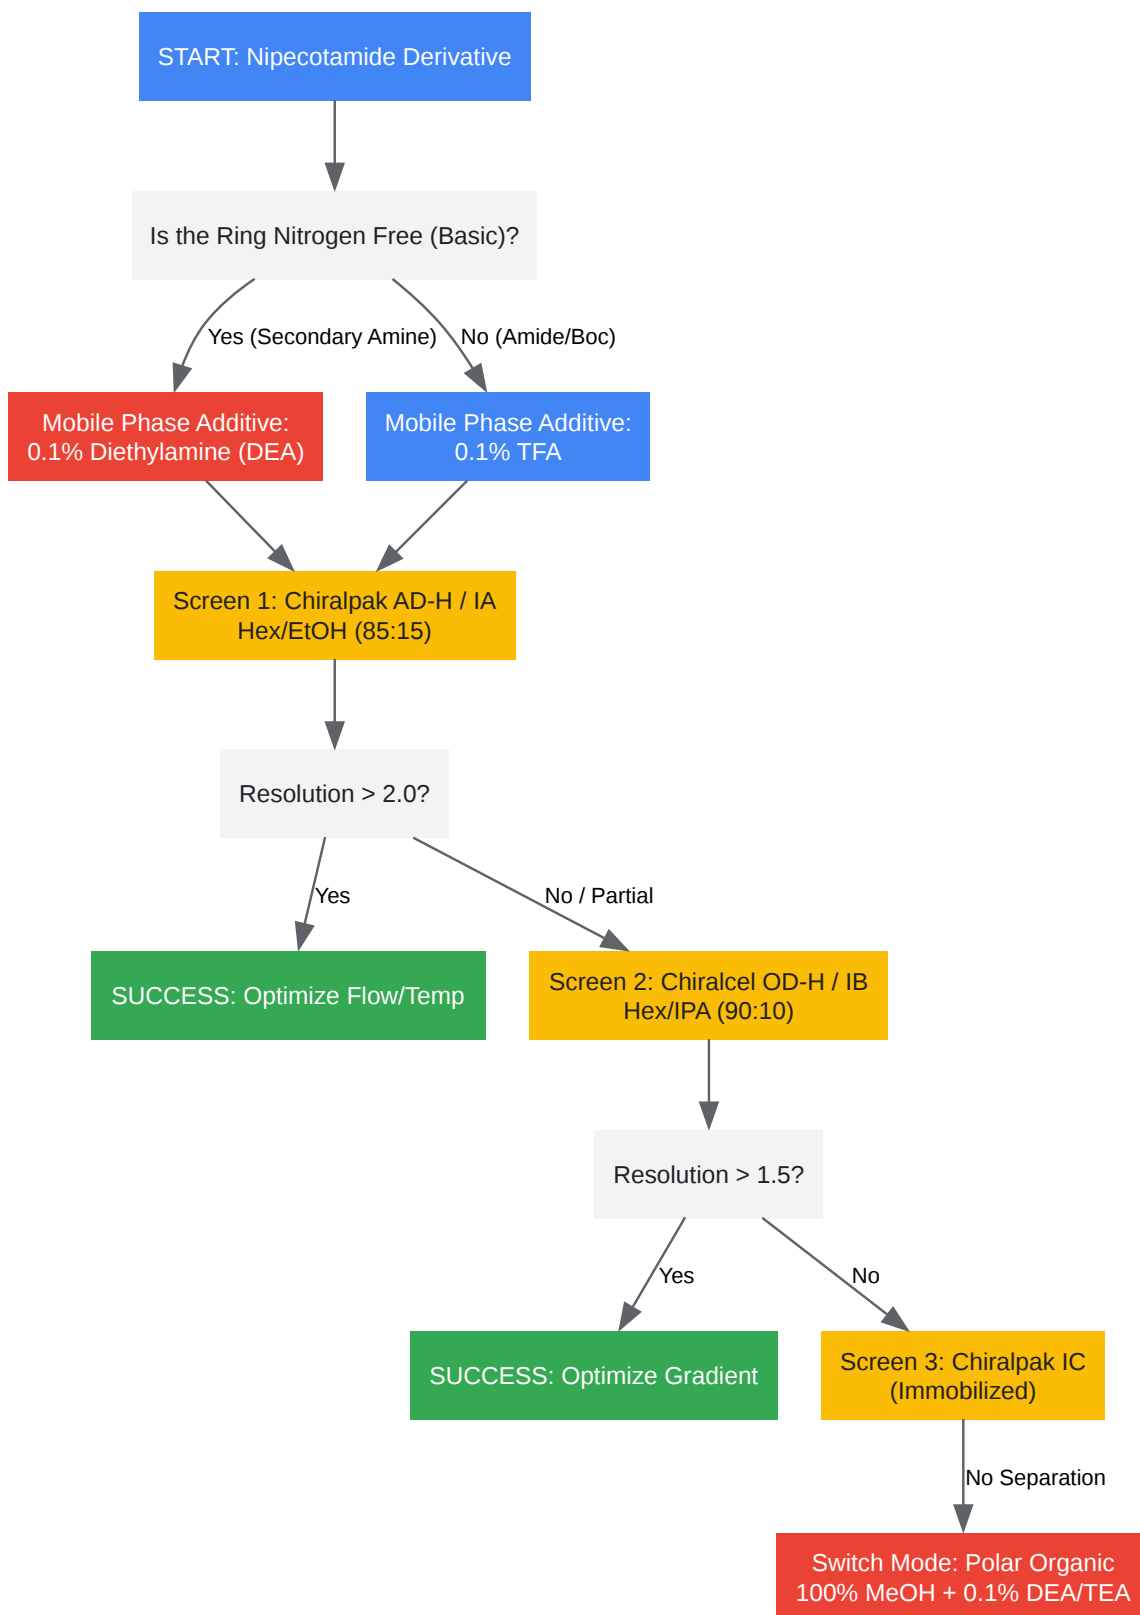 START: Nipecotamide Derivative
Is the Ring Nitrogen Free (Basic)?
Yes (Secondary Amine)
No (Amide/Boc)
Mobile Phase Additive:
0.1% Diethylamine (DEA)
Mobile Phase Additive:
0.1% TFA
Screen 1: Chiralpak AD-H / IA
Hex/EtOH (85:15)
Resolution > 2.0?
Yes
No / Partial
SUCCESS: Optimize Flow/Temp
Screen 2: Chiralcel OD-H / IB
Hex/IPA (90:10)
Resolution > 1.5?
Yes
No
SUCCESS: Optimize Gradient
Screen 3: Chiralpak IC
(Immobilized)
No Separation
Switch Mode: Polar Organic
100% MeOH + 0.1% DEA/TEA